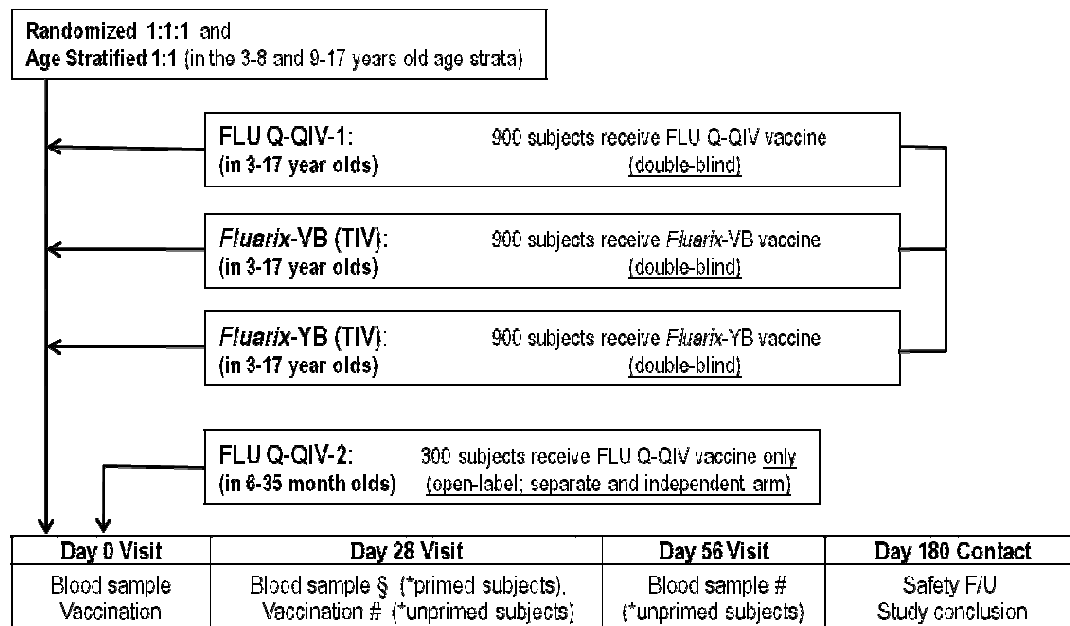 Randomized 1:1:1 and
Age Stratified 1:1 (in the 3-8 and 9-17 years old age strata)
FLU Q-QIV-1: 900 subjects receive FLU Q-QIV vaccine
(in 3-17 year olds) (double-blind)
Fluarix-VB (TIV): 900 subjects receive Fluarix-VB vaccine
(in 3-17 year olds) (double-blind)
Fluarix-YB (TIV): 900 subjects receive Fluarix-YB vaccine
(in 3-17 year olds) (double-blind)
FLU Q-QIV-2: 300 subjects receive FLU Q-QIV vaccine only
(in 6-35 month olds) (open-label; separate and independent arm)
Day 0 Visit Day 28 Visit Day 56 Visit Day 180 Contact
Blood sample Blood sample § (*primed subjects), Blood sample # Safety F/U
Vaccination Vaccination # (*unprimed subjects) (*unprimed subjects) Study conclusion